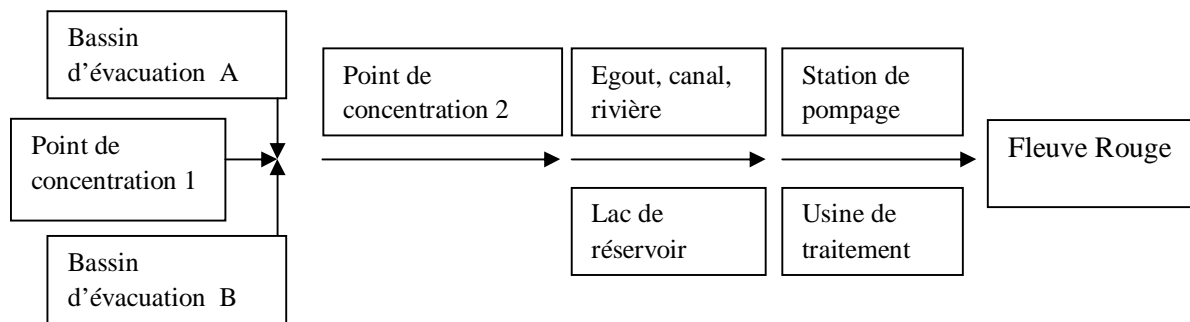 Bassin
d'évacuation A
Point de
concentration 1
Bassin
d'évacuation B
Point de
concentration 2
Egout, canal,
rivière
Lac de
réservoir
Station de
pompage
Usine de
traitement
Fleuve Rouge